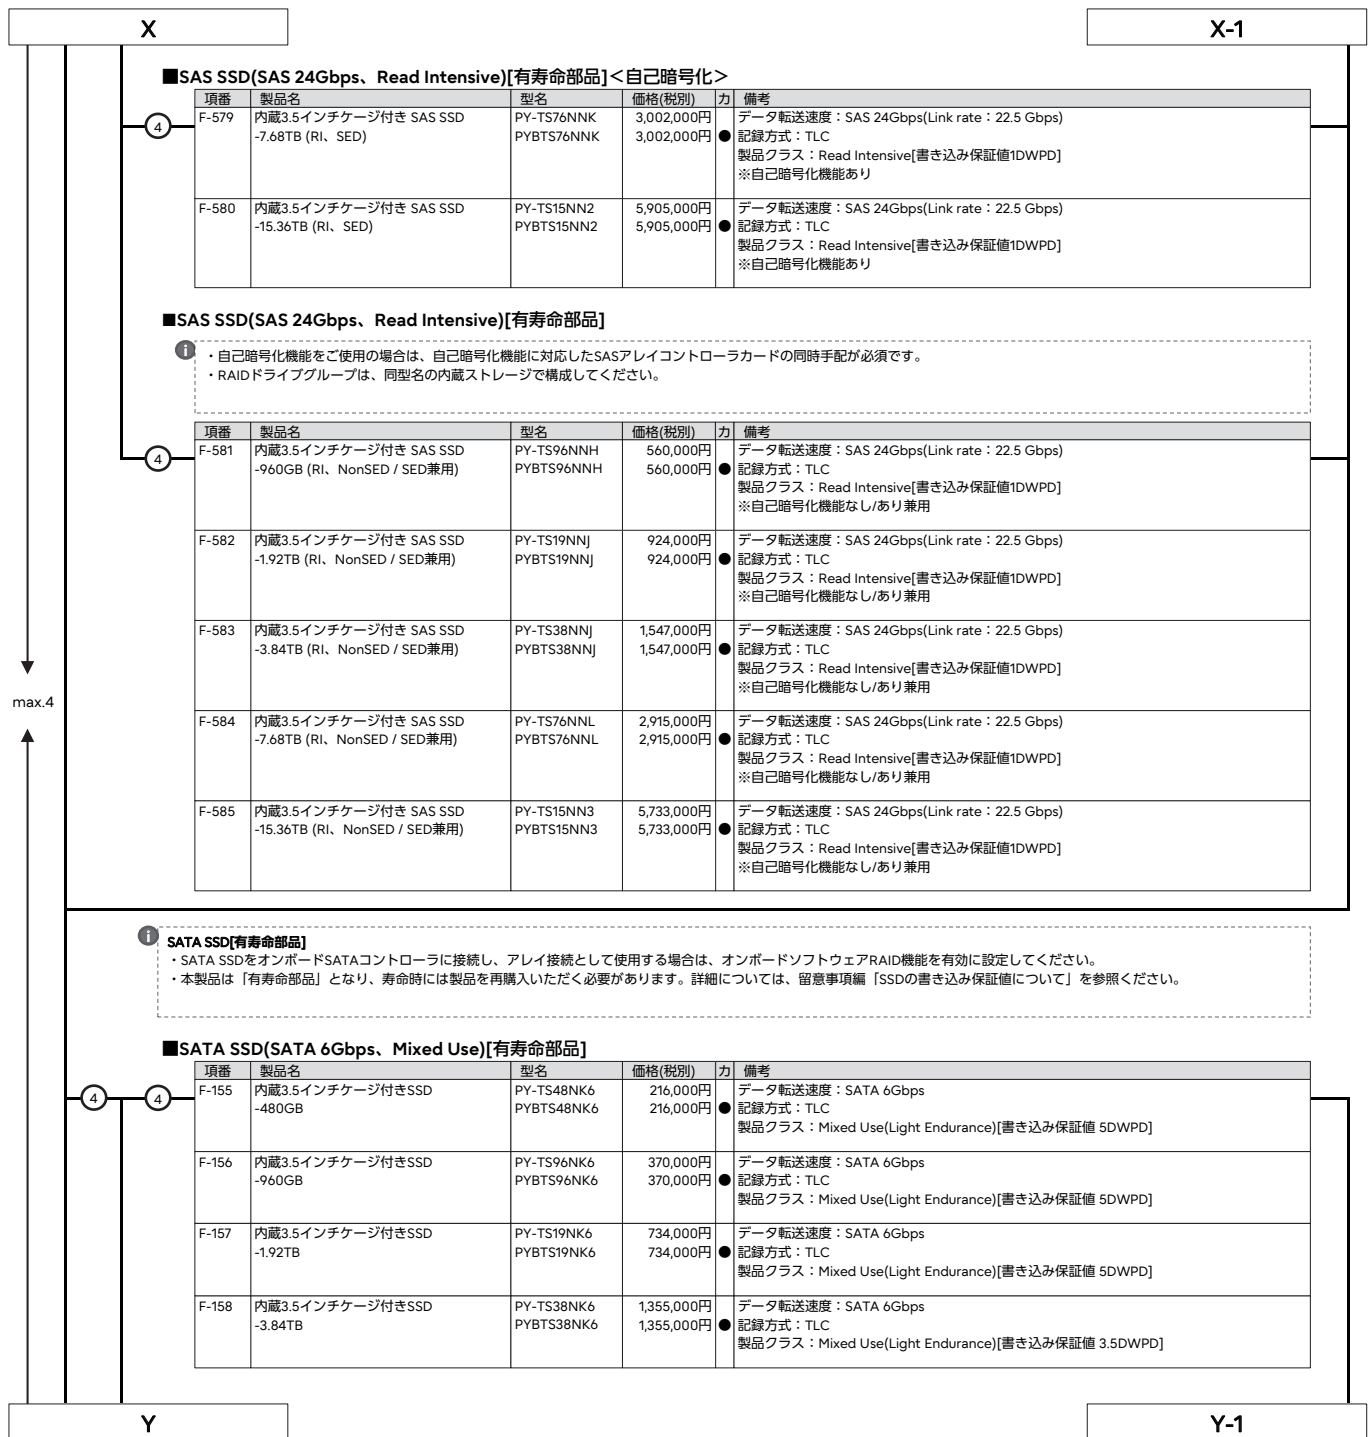 X
X-1
■SAS SSD(SAS 24Gbps、Read Intensive)[有寿命部品]＜自己暗号化＞
項番 製品名 型名 価格(税別) カ 備考
④ F-579 内蔵3.5インチケージ付き SAS SSD PY-TS76NNK 3,002,000円 データ転送速度：SAS 24Gbps(Link rate：22.5 Gbps)
-7.68TB (RI、SED) PYBTS76NNK 3,002,000円 ● 記録方式：TLC
製品クラス：Read Intensive[書き込み保証値1DWPD]
※自己暗号化機能あり
F-580 内蔵3.5インチケージ付き SAS SSD PY-TS15NN2 5,905,000円 データ転送速度：SAS 24Gbps(Link rate：22.5 Gbps)
-15.36TB (RI、SED) PYBTS15NN2 5,905,000円 ● 記録方式：TLC
製品クラス：Read Intensive[書き込み保証値1DWPD]
※自己暗号化機能あり
■SAS SSD(SAS 24Gbps、Read Intensive)[有寿命部品]
・自己暗号化機能をご使用の場合は、自己暗号化機能に対応したSASアレイコントローラカードの同時手配が必須です。
・RAIDドライブグループは、同型名の内蔵ストレージで構成してください。
項番 製品名 型名 価格(税別) カ 備考
④ F-581 内蔵3.5インチケージ付き SAS SSD PY-TS96NNH 560,000円 データ転送速度：SAS 24Gbps(Link rate：22.5 Gbps)
-960GB (RI、NonSED / SED兼用) PYBTS96NNH 560,000円 ● 記録方式：TLC
製品クラス：Read Intensive[書き込み保証値1DWPD]
※自己暗号化機能なし/あり兼用
F-582 内蔵3.5インチケージ付き SAS SSD PY-TS19NNJ 924,000円 データ転送速度：SAS 24Gbps(Link rate：22.5 Gbps)
-1.92TB (RI、NonSED / SED兼用) PYBTS19NNJ 924,000円 ● 記録方式：TLC
製品クラス：Read Intensive[書き込み保証値1DWPD]
※自己暗号化機能なし/あり兼用
F-583 内蔵3.5インチケージ付き SAS SSD PY-TS38NNJ 1,547,000円 データ転送速度：SAS 24Gbps(Link rate：22.5 Gbps)
-3.84TB (RI、NonSED / SED兼用) PYBTS38NNJ 1,547,000円 ● 記録方式：TLC
製品クラス：Read Intensive[書き込み保証値1DWPD]
※自己暗号化機能なし/あり兼用
max.4
F-584 内蔵3.5インチケージ付き SAS SSD PY-TS76NNL 2,915,000円 データ転送速度：SAS 24Gbps(Link rate：22.5 Gbps)
-7.68TB (RI、NonSED / SED兼用) PYBTS76NNL 2,915,000円 ● 記録方式：TLC
製品クラス：Read Intensive[書き込み保証値1DWPD]
※自己暗号化機能なし/あり兼用
F-585 内蔵3.5インチケージ付き SAS SSD PY-TS15NN3 5,733,000円 データ転送速度：SAS 24Gbps(Link rate：22.5 Gbps)
-15.36TB (RI、NonSED / SED兼用) PYBTS15NN3 5,733,000円 ● 記録方式：TLC
製品クラス：Read Intensive[書き込み保証値1DWPD]
※自己暗号化機能なし/あり兼用
SATA SSD[有寿命部品]
・SATA SSDをオンボードSATAコントローラに接続し、アレイ接続として使用する場合は、オンボードソフトウェアRAID機能を有効に設定してください。
・本製品は「有寿命部品」となり、寿命時には製品を再購入いただく必要があります。詳細については、留意事項編「SSDの書き込み保証値について」を参照ください。
■SATA SSD(SATA 6Gbps、Mixed Use)[有寿命部品]
項番 製品名 型名 価格(税別) カ 備考
④ ④ F-155 内蔵3.5インチケージ付きSSD PY-TS48NK6 216,000円 データ転送速度：SATA 6Gbps
-480GB PYBTS48NK6 216,000円 ● 記録方式：TLC
製品クラス：Mixed Use(Light Endurance)[書き込み保証値 5DWPD]
F-156 内蔵3.5インチケージ付きSSD PY-TS96NK6 370,000円 データ転送速度：SATA 6Gbps
-960GB PYBTS96NK6 370,000円 ● 記録方式：TLC
製品クラス：Mixed Use(Light Endurance)[書き込み保証値 5DWPD]
F-157 内蔵3.5インチケージ付きSSD PY-TS19NK6 734,000円 データ転送速度：SATA 6Gbps
-1.92TB PYBTS19NK6 734,000円 ● 記録方式：TLC
製品クラス：Mixed Use(Light Endurance)[書き込み保証値 5DWPD]
F-158 内蔵3.5インチケージ付きSSD PY-TS38NK6 1,355,000円 データ転送速度：SATA 6Gbps
-3.84TB PYBTS38NK6 1,355,000円 ● 記録方式：TLC
製品クラス：Mixed Use(Light Endurance)[書き込み保証値 3.5DWPD]
Y
Y-1